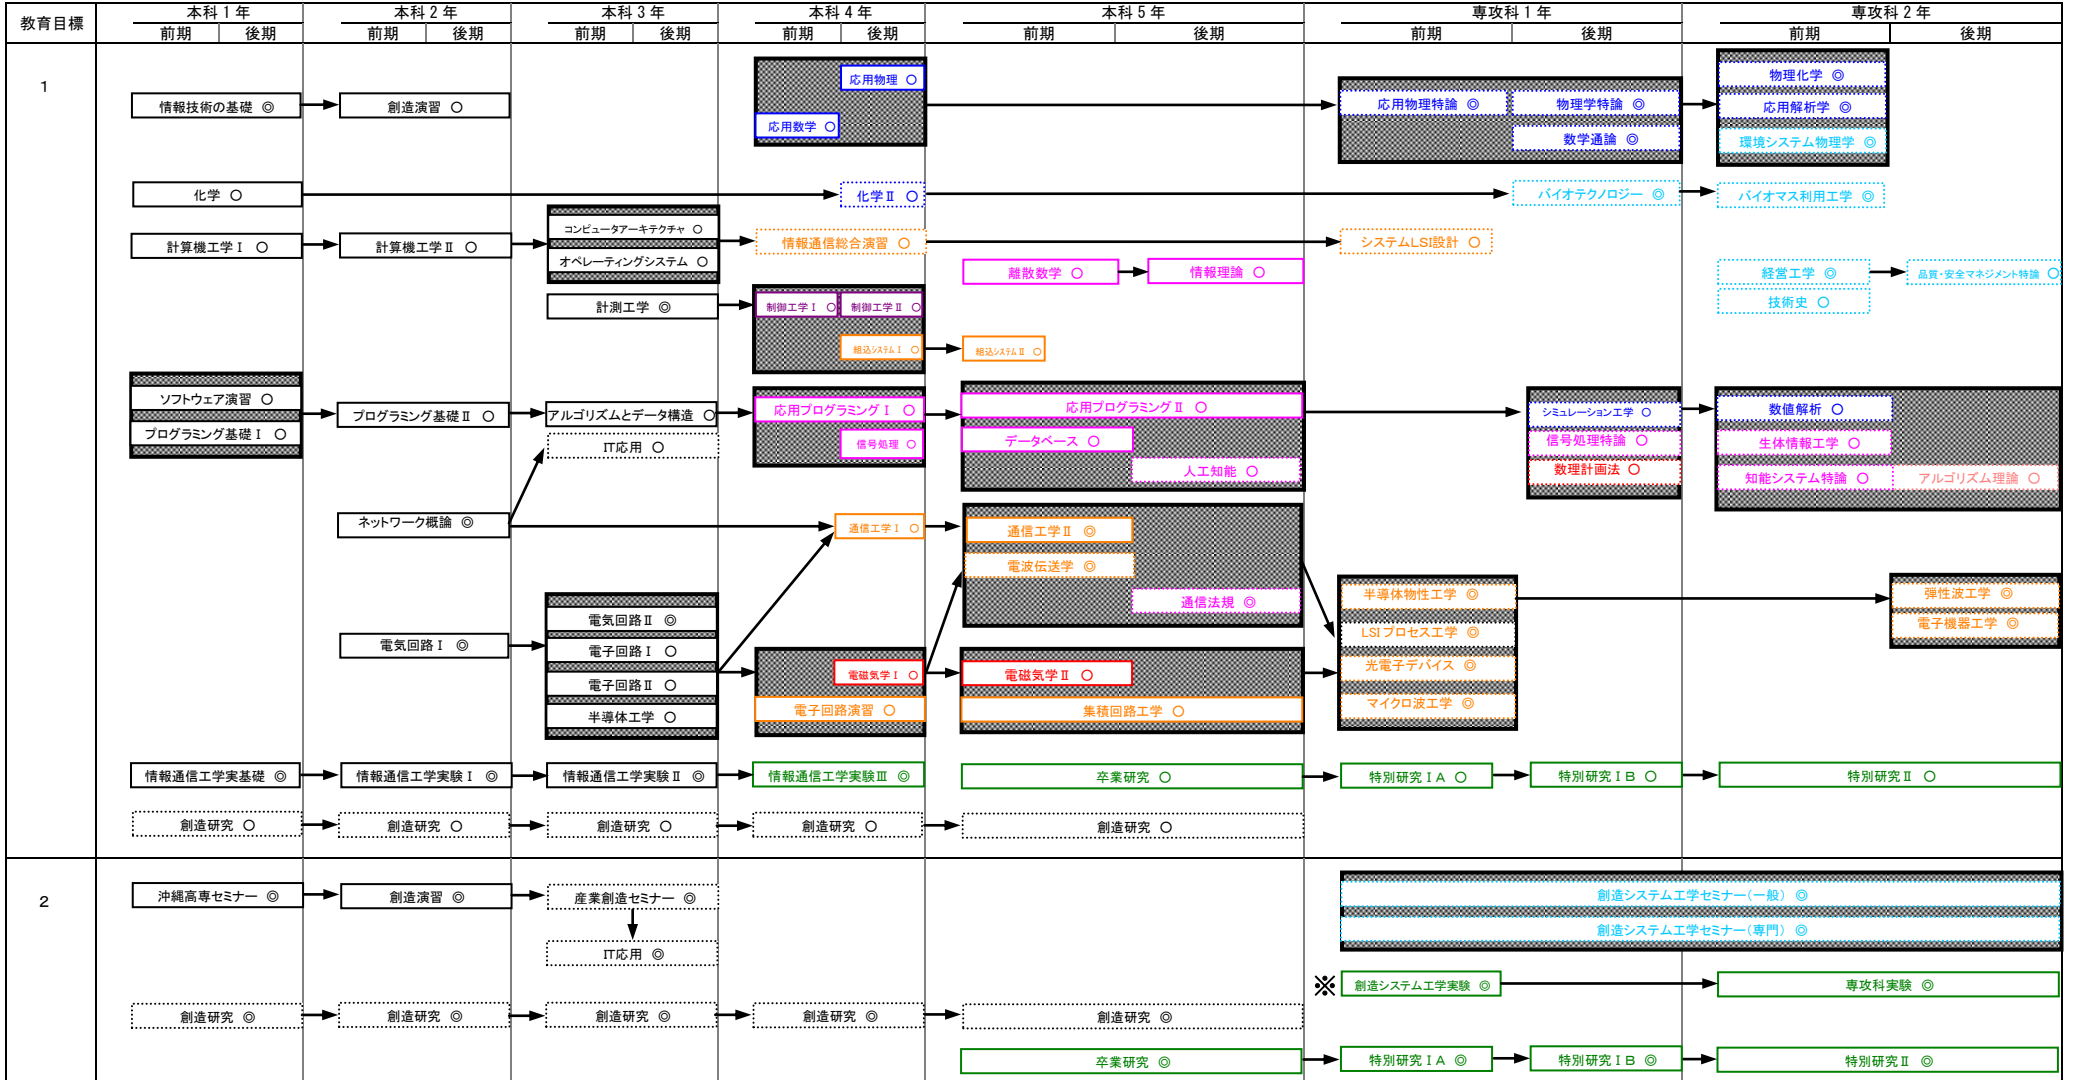 教育目標 本科１年 本科２年 本科３年 本科４年 本科５年 専攻科１年 専攻科２年
前期 後期 前期 後期 前期 後期 前期 後期 前期 後期 前期 後期 前期 後期
1
応用物理 ○
物理化学 ◎
情報技術の基礎 ◎ 創造演習 ○ 応用物理特論 ◎ 物理学特論 ◎ 応用解析学 ◎
応用数学 ○
数学通論 ◎ 環境システム物理学 ◎
化学 ○ 化学Ⅱ ○ バイオテクノロジー ◎ バイオマス利用工学 ◎
コンピュータアーキテクチャ ○
計算機工学Ⅰ ○ 計算機工学Ⅱ ○ 情報通信総合演習 ○ システムLSI設計 ○
オペレーティングシステム ○
離散数学 ○ 情報理論 ○ 経営工学 ◎ 品質・安全マネジメント特論 ○
計測工学 ◎ 制御工学Ⅰ ○ 制御工学Ⅱ ○ 技術史 ○
組込システムⅠ ○ 組込システムⅡ ○
ソフトウェア演習 ○
プログラミング基礎Ⅱ ○ アルゴリズムとデータ構造 ○ 応用プログラミングⅠ ○ 応用プログラミングⅡ ○ シミュレーション工学 ○ 数値解析 ○
プログラミング基礎Ⅰ ○
IT応用 ○ 信号処理 ○ データベース ○ 信号処理特論 ○ 生体情報工学 ○
人工知能 ○ 数理計画法 ○ 知能システム特論 ○ アルゴリズム理論 ○
ネットワーク概論 ◎ 通信工学Ⅰ ○ 通信工学Ⅱ ◎
電波伝送学 ◎
通信法規 ◎ 半導体物性工学 ◎ 弾性波工学 ◎
電気回路Ⅱ ○
電気回路Ⅰ ◎ LSIプロセス工学 ◎ 電子機器工学 ◎
電子回路Ⅰ ○
電磁気学Ⅰ ○ 電磁気学Ⅱ ○ 光電子デバイス ◎
電子回路Ⅱ ○
電子回路演習 ○ 集積回路工学 ○ マイクロ波工学 ◎
半導体工学 ○
情報通信工学実基礎 ◎ 情報通信工学実験Ⅰ ◎ 情報通信工学実験Ⅱ ◎ 情報通信工学実験Ⅲ ◎ 卒業研究 ○ 特別研究ⅠA ○ 特別研究ⅠB ○ 特別研究Ⅱ ○
創造研究 ○ 創造研究 ○ 創造研究 ○ 創造研究 ○ 創造研究 ○
2
沖縄高専セミナー ◎ 創造演習 ◎ 産業創造セミナー ◎ 創造システム工学セミナー(一般) ◎
創造システム工学セミナー(専門) ◎
IT応用 ◎
※ 創造システム工学実験 ◎ 専攻科実験 ◎
創造研究 ◎ 創造研究 ◎ 創造研究 ◎ 創造研究 ◎ 創造研究 ◎
卒業研究 ◎ 特別研究ⅠA ◎ 特別研究ⅠB ◎ 特別研究Ⅱ ◎